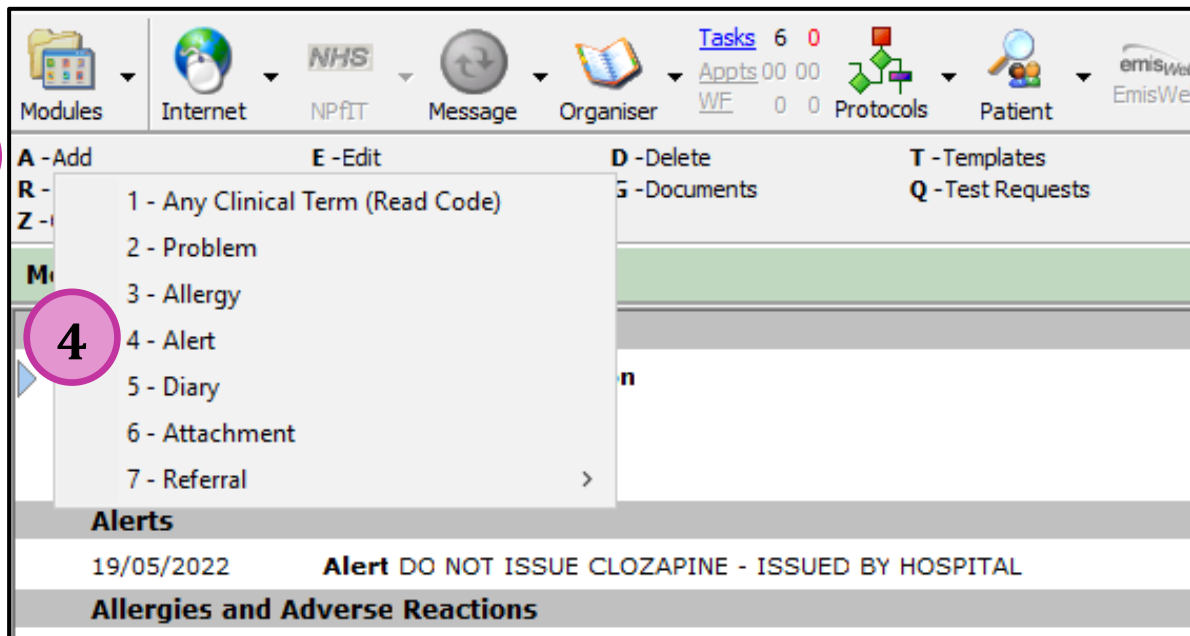 Tasks 6 0
NHS
Appts 00 00
emisWeb
WF 0 0
Modules Internet NPfIT Message Organiser Protocols Patient EmisWe
A -Add E -Edit D -Delete T -Templates
R - G -Documents Q -Test Requests
Z -
1 - Any Clinical Term (Read Code)
2 - Problem
3 - Allergy
4
4 - Alert
5 - Diary
n
6 - Attachment
7 - Referral >
Alerts
19/05/2022 Alert DO NOT ISSUE CLOZAPINE - ISSUED BY HOSPITAL
Allergies and Adverse Reactions